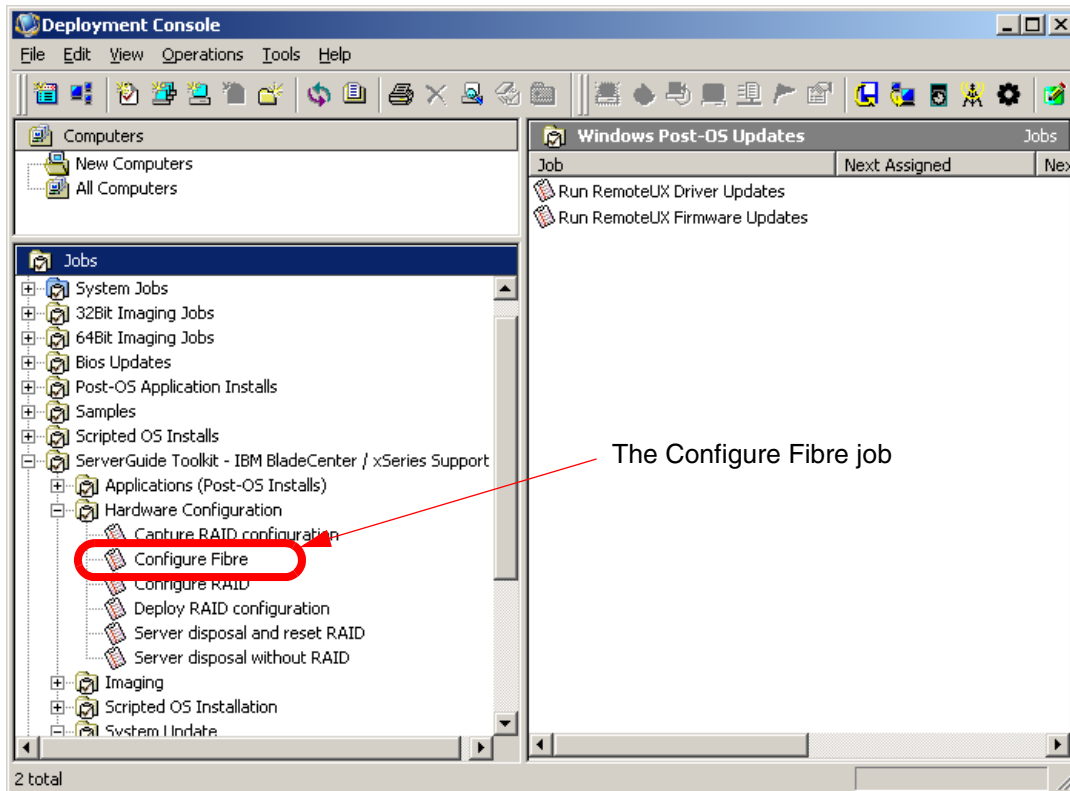 Deployment Console
File Edit View Operations Tools Help
Computers
New Computers
All Computers
Jobs
System Jobs
32Bit Imaging Jobs
64Bit Imaging Jobs
Bios Updates
Post-OS Application Installs
Samples
Scripted OS Installs
ServerGuide Toolkit - IBM BladeCenter / xSeries Support
Applications (Post-OS Installs)
Hardware Configuration
Capture RAID configuration
Configure Fibre
Configure RAID
Deploy RAID configuration
Server disposal and reset RAID
Server disposal without RAID
Imaging
Scripted OS Installation
System Update
Windows Post-OS Updates Jobs
Job Next Assigned Nex
Run RemoteUX Driver Updates
Run RemoteUX Firmware Updates
The Configure Fibre job
2 total